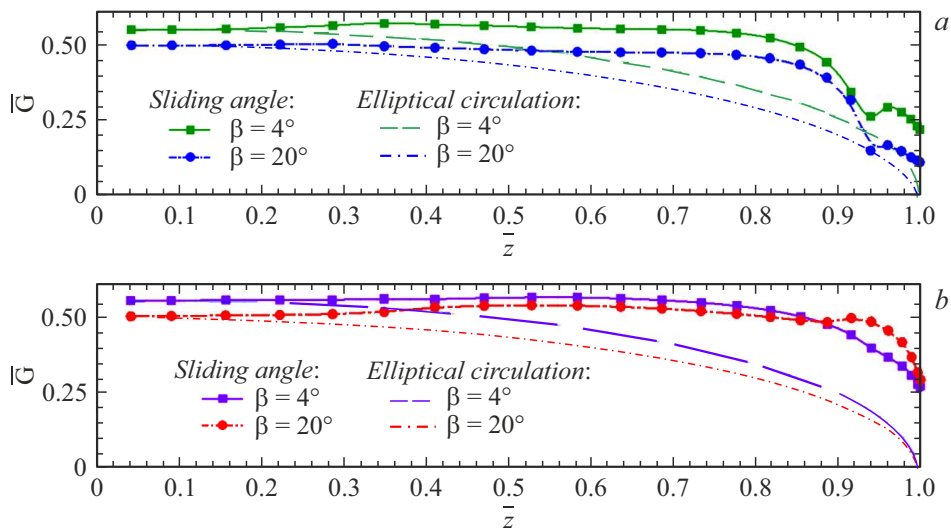 a
0.50
0.25
0
G
Sliding angle: Elliptical circulation:
β = 4° β = 4°
β = 20° β = 20°
0 0.1 0.2 0.3 0.4 0.5 0.6 0.7 0.8 0.9 1.0
z
b
0.50
0.25
0
G
Sliding angle: Elliptical circulation:
β = 4° β = 4°
β = 20° β = 20°
0 0.1 0.2 0.3 0.4 0.5 0.6 0.7 0.8 0.9 1.0
z